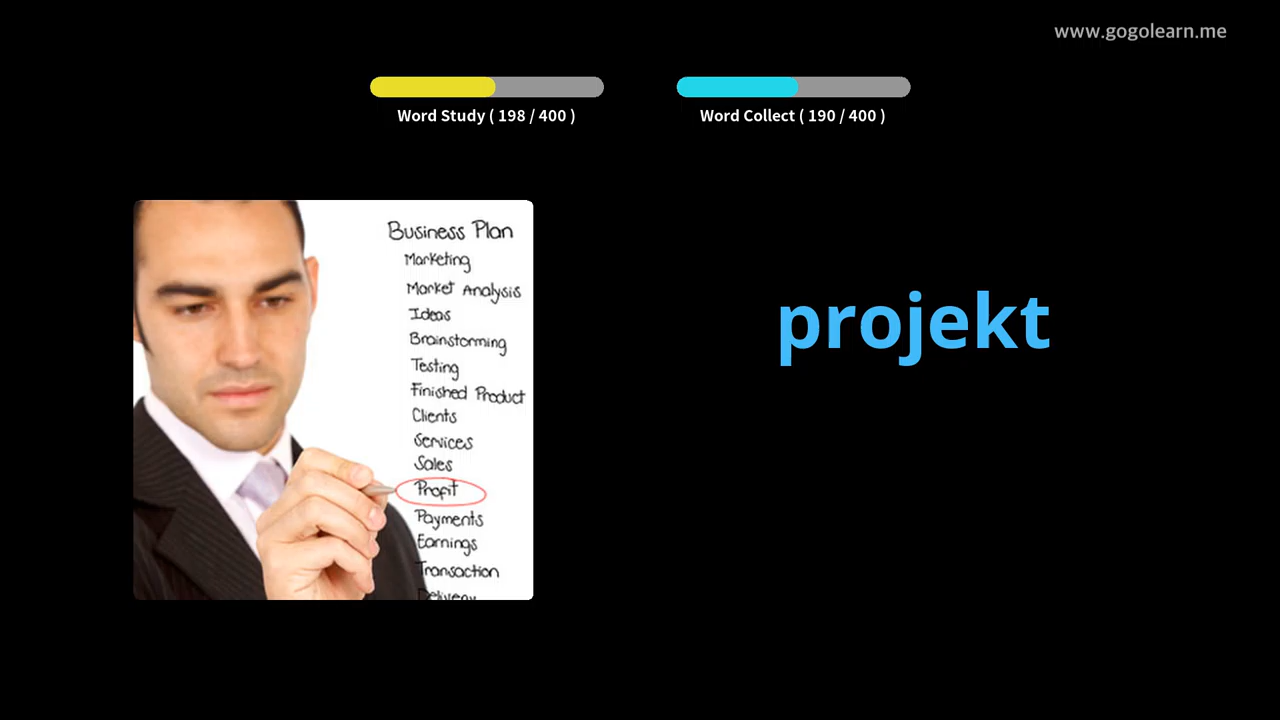 www.gogolearn.me
Word Study ( 198 / 400 )
Word Collect ( 190 / 400 )
Business Plan
Marketing
Market Analysis
Ideas
Brainstorming
Testing
Finished Product
Clients
Services
Sales
Profit
Payments
Earnings
Transaction
Delivery
projekt